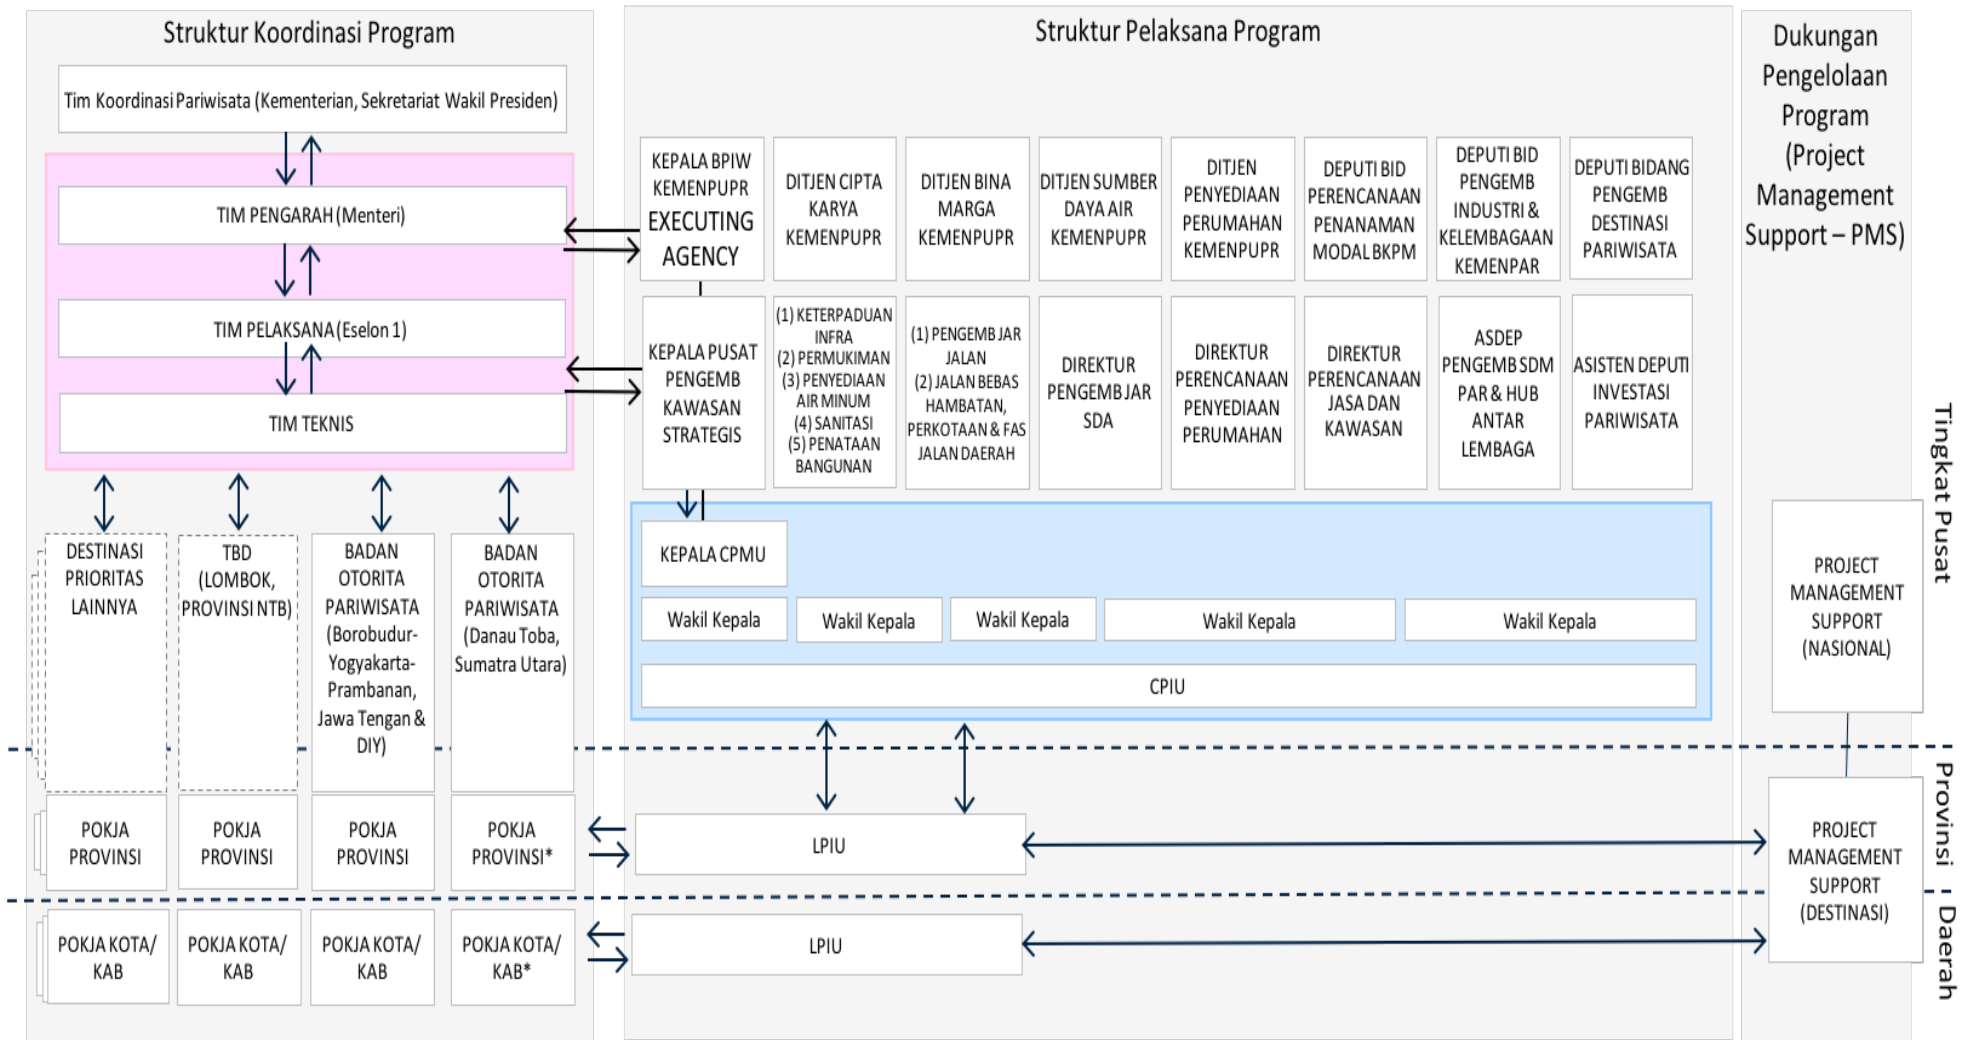 Struktur Koordinasi Program
Tim Koordinasi Pariwisata (Kementerian, Sekretariat Wakil Presiden)
TIM PENGARAH (Menteri)
TIM PELAKSANA (Eselon 1)
TIM TEKNIS
DESTINASI
PRIORITAS
LAINNYA
TBD
(LOMBOK,
PROVINSI NTB)
BADAN
OTORITA
PARIWISATA
(Borobudur-
Yogyakarta-
Prambanan,
Jawa Tengan &
DIY)
BADAN
OTORITA
PARIWISATA
(Danau Toba,
Sumatra Utara)
POKJA
PROVINSI
POKJA
PROVINSI
POKJA
PROVINSI
POKJA
PROVINSI*
POKJA KOTA/
KAB
POKJA KOTA/
KAB
POKJA KOTA/
KAB
POKJA KOTA/
KAB*
Struktur Pelaksana Program
KEPALA BPIW
KEMENPUPR
EXECUTING
AGENCY
DITJEN CIPTA
KARYA
KEMENPUPR
DITJEN BINA
MARGA
KEMENPUPR
DITJEN SUMBER
DAYA AIR
KEMENPUPR
DITJEN
PENYEDIAAN
PERUMAHAN
KEMENPUPR
DEPUTI BID
PERENCANAAN
PENANAMAN
MODAL BKPM
DEPUTI BID
PENGEMB
INDUSTRI &
KELEMBAGAAN
KEMENPAR
DEPUTI BIDANG
PENGEMB
DESTINASI
PARIWISATA
KEPALA PUSAT
PENGEMB
KAWASAN
STRATEGIS
(1) KETERPADUAN
INFRA
(2) PERMUKIMAN
(3) PENYEDIAAN
AIR MINUM
(4) SANITASI
(5) PENATAAN
BANGUNAN
(1) PENGEMB JAR
JALAN
(2) JALAN BEBAS
HAMBATAN,
PERKOTAAN & FAS
JALAN DAERAH
DIREKTUR
PENGEMB JAR
SDA
DIREKTUR
PERENCANAAN
PENYEDIAAN
PERUMAHAN
DIREKTUR
PERENCANAAN
JASA DAN
KAWASAN
ASDEP
PENGEMB SDM
PAR & HUB
ANTAR
LEMBAGA
ASISTEN DEPUTI
INVESTASI
PARIWISATA
KEPALA CPMU
Wakil Kepala
Wakil Kepala
Wakil Kepala
Wakil Kepala
Wakil Kepala
CPIU
LPIU
LPIU
Dukungan
Pengelolaan
Program
(Project
Management
Support – PMS)
PROJECT
MANAGEMENT
SUPPORT
(NASIONAL)
PROJECT
MANAGEMENT
SUPPORT
(DESTINASI)
Tingkat Pusat
Provinsi
Daerah